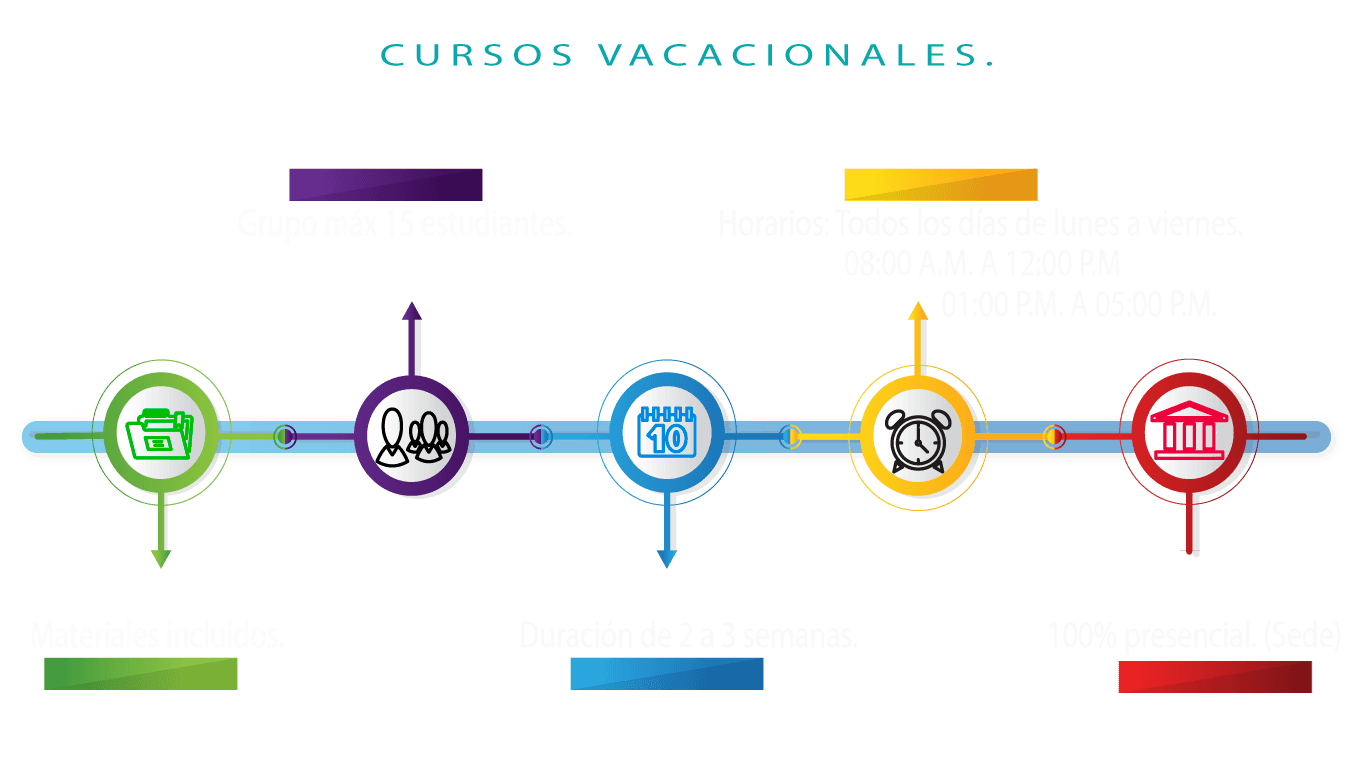 CURSOS VACACIONALES.
Grupo máx 15 estudiantes.
Horarios: Todos los días de lunes a viernes.
08:00 A.M. A 12:00 P.M
01:00 P.M. A 05:00 P.M.
10
Materiales incluidos.
Duración de 2 a 3 semanas.
100% presencial. (Sede)